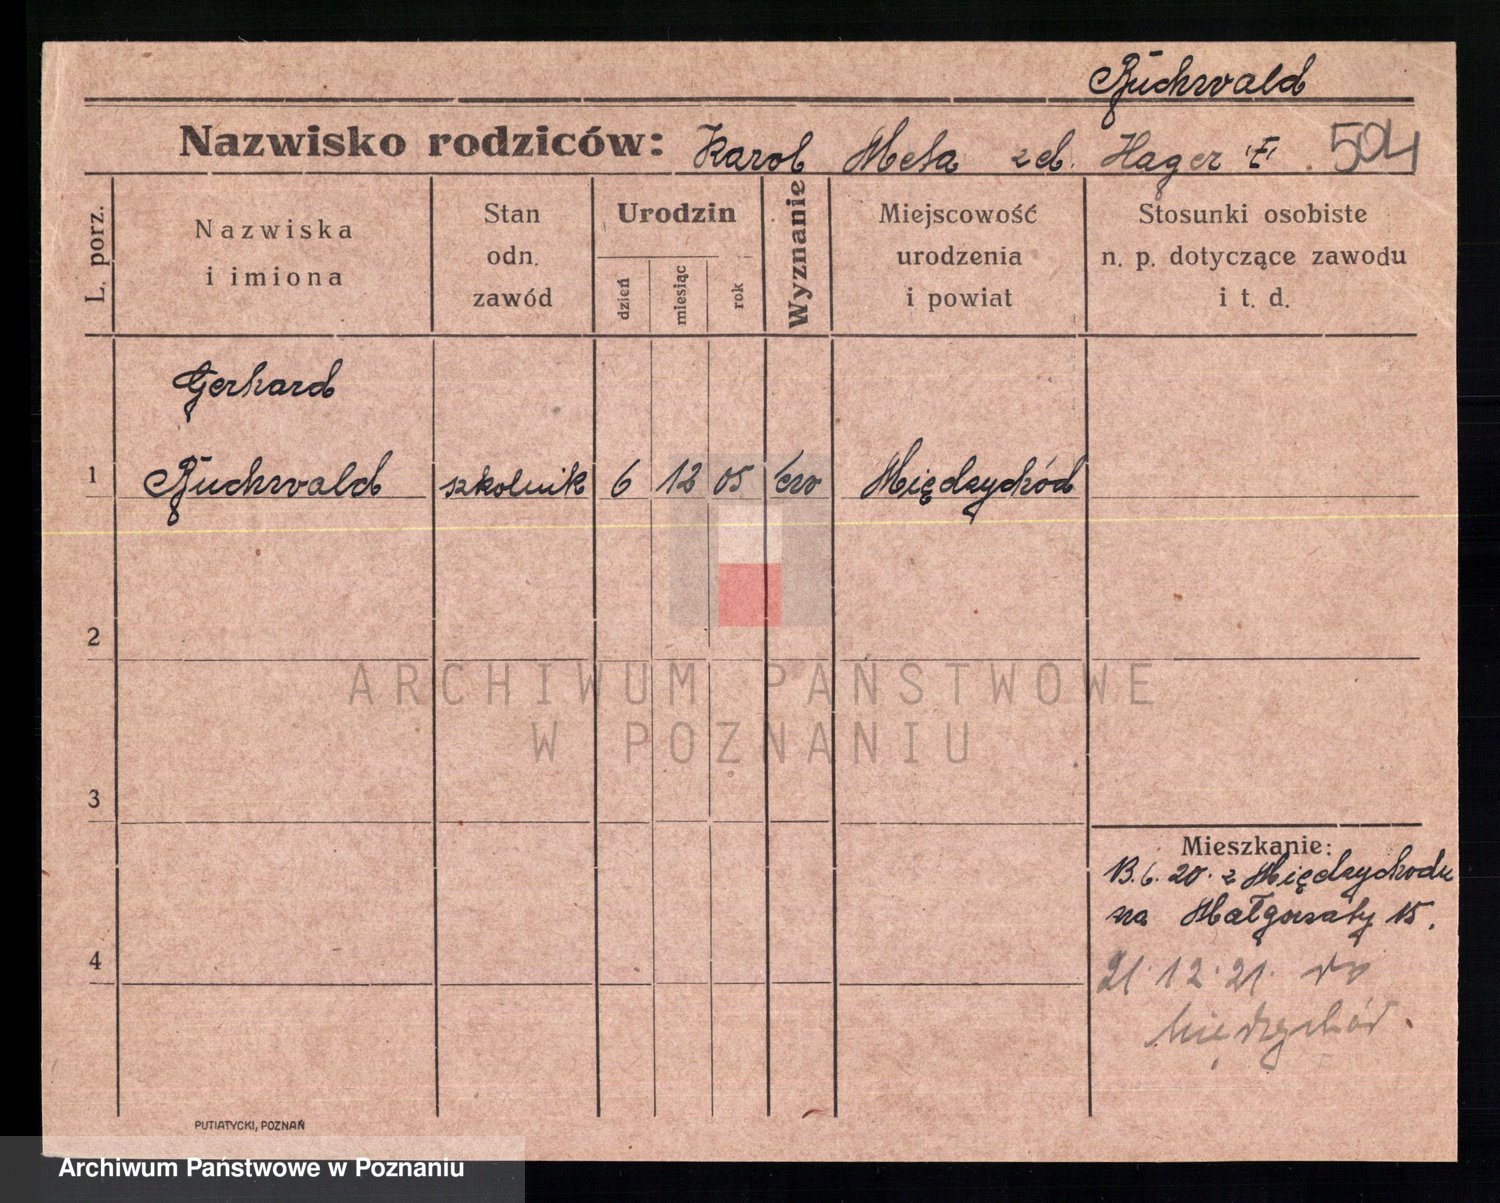 Buchwald
Nazwisko rodziców: Karol Meta zd. Hager "E" . 504
L. porz.
Nazwiska
i imiona
Stan
odn.
zawód
Urodzin
dzień
miesiąc
rok
Wyznanie
Miejscowość
urodzenia
i powiat
Stosunki osobiste
n. p. dotyczące zawodu
i t. d.
Gerhard
1 Buchwald szkolnik 6 12 05 ew Międzychód
2
ARCHIWUM PAŃSTWOWE
W POZNANIU
3
Mieszkanie:
13.6.20. z Międzychodu
na Małgorzaty 15.
4
21.12.21. do
Międzychód.
PUTIATYCKI, POZNAŃ
Archiwum Państwowe w Poznaniu